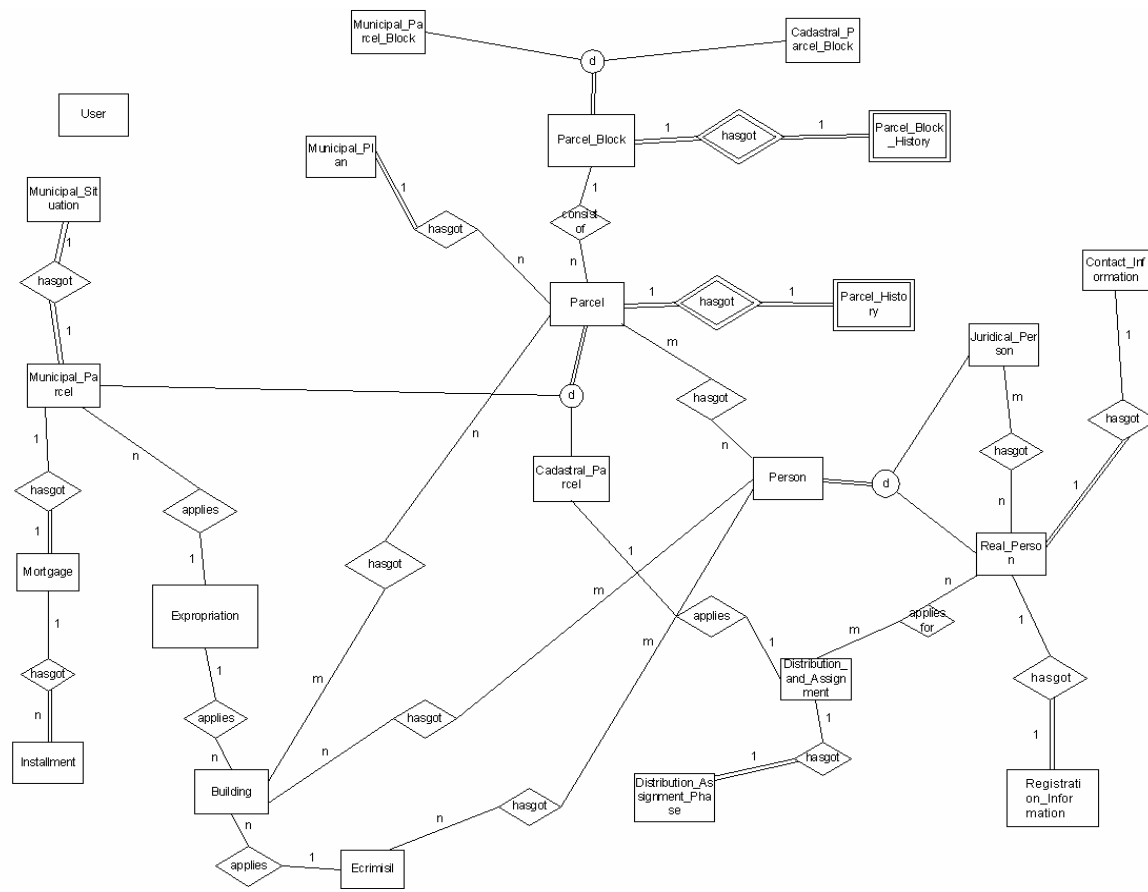 Municipal_Pa
rcel_Block
Cadastral_P
arcel_Block
d
User
Parcel_Block
1
hasgot
1
Parcel_Block
_History
Municipal_Pl
an
1
hasgot
n
1
consist
of
n
Municipal_Sit
uation
1
hasgot
1
Parcel
1
hasgot
1
Parcel_Histo
ry
Contact_Inf
ormation
1
hasgot
1
Juridical_Per
son
m
hasgot
n
Municipal_P
arcel
d
m
hasgot
n
Cadastral_Pa
rcel
Person
d
1
hasgot
1
n
applies
1
n
hasgot
m
Mortgage
Real_Perso
n
Expropriation
1
hasgot
n
1
applies
n
m
hasgot
n
m
hasgot
n
1
applies
1
n
applies
for
m
1
hasgot
1
Distribution_
and_Assign
ment
1
hasgot
1
Installment
Building
Distribution_As
signment_Pha
se
Registrati
on_Infor
mation
n
applies
1
Ecrimisil